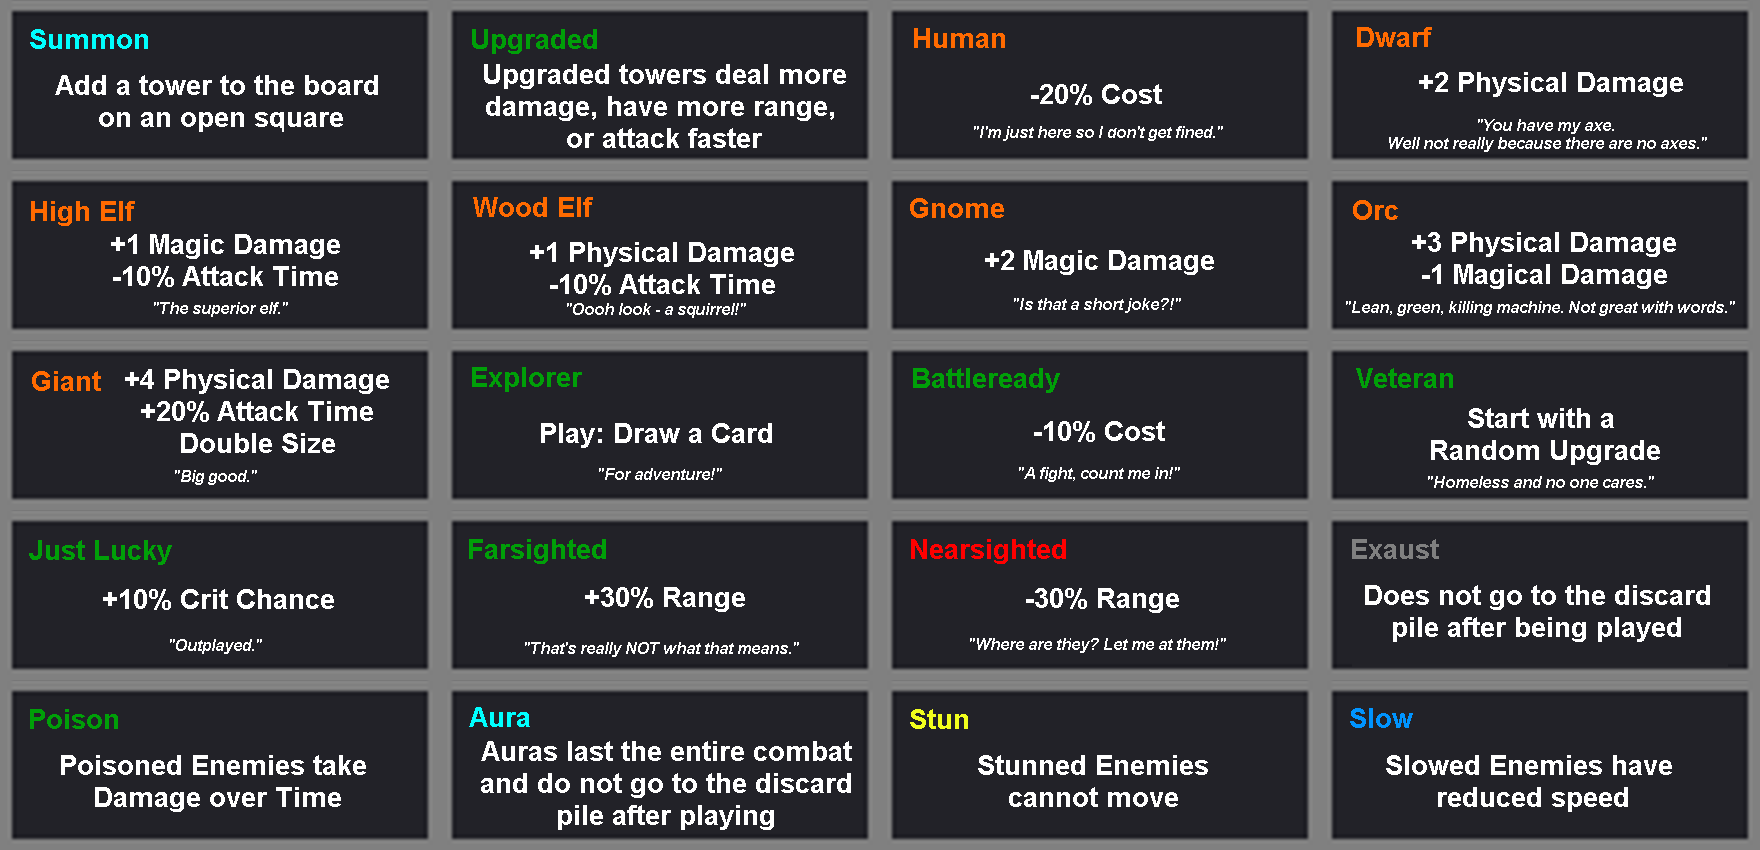 Summon
Add a tower to the board
on an open square
Upgraded
Upgraded towers deal more
damage, have more range,
or attack faster
Human
-20% Cost
"I'm just here so I don't get fined."
Dwarf
+2 Physical Damage
"You have my axe.
Well not really because there are no axes."
High Elf
+1 Magic Damage
-10% Attack Time
"The superior elf."
Wood Elf
+1 Physical Damage
-10% Attack Time
"Oooh look - a squirrel!"
Gnome
+2 Magic Damage
"Is that a short joke?!"
Orc
+3 Physical Damage
-1 Magical Damage
"Lean, green, killing machine. Not great with words."
Giant
+4 Physical Damage
+20% Attack Time
Double Size
"Big good."
Explorer
Play: Draw a Card
"For adventure!"
Battleready
-10% Cost
"A fight, count me in!"
Veteran
Start with a
Random Upgrade
"Homeless and no one cares."
Just Lucky
+10% Crit Chance
"Outplayed."
Farsighted
+30% Range
"That's really NOT what that means."
Nearsighted
-30% Range
"Where are they? Let me at them!"
Exaust
Does not go to the discard
pile after being played
Poison
Poisoned Enemies take
Damage over Time
Aura
Auras last the entire combat
and do not go to the discard
pile after playing
Stun
Stunned Enemies
cannot move
Slow
Slowed Enemies have
reduced speed